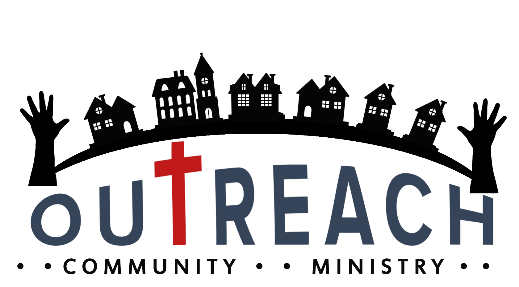 OUTREACH
• • COMMUNITY • • MINISTRY • •